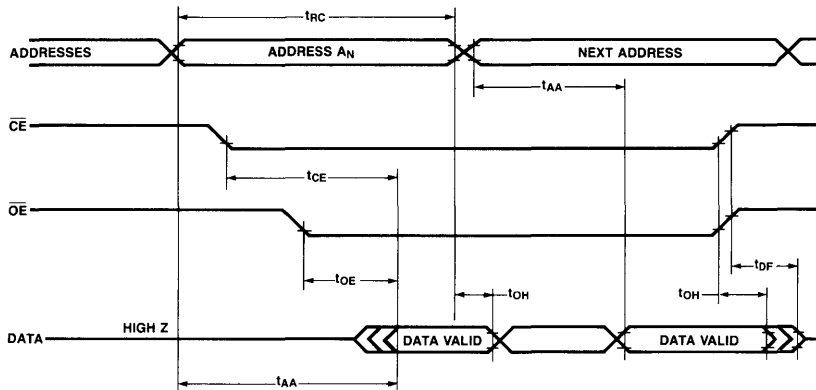 tRC
ADDRESSES ADDRESS AN NEXT ADDRESS
tAA
CE
tCE
OE
tOE tOH tOH tDF
DATA HIGH Z DATA VALID DATA VALID
tAA